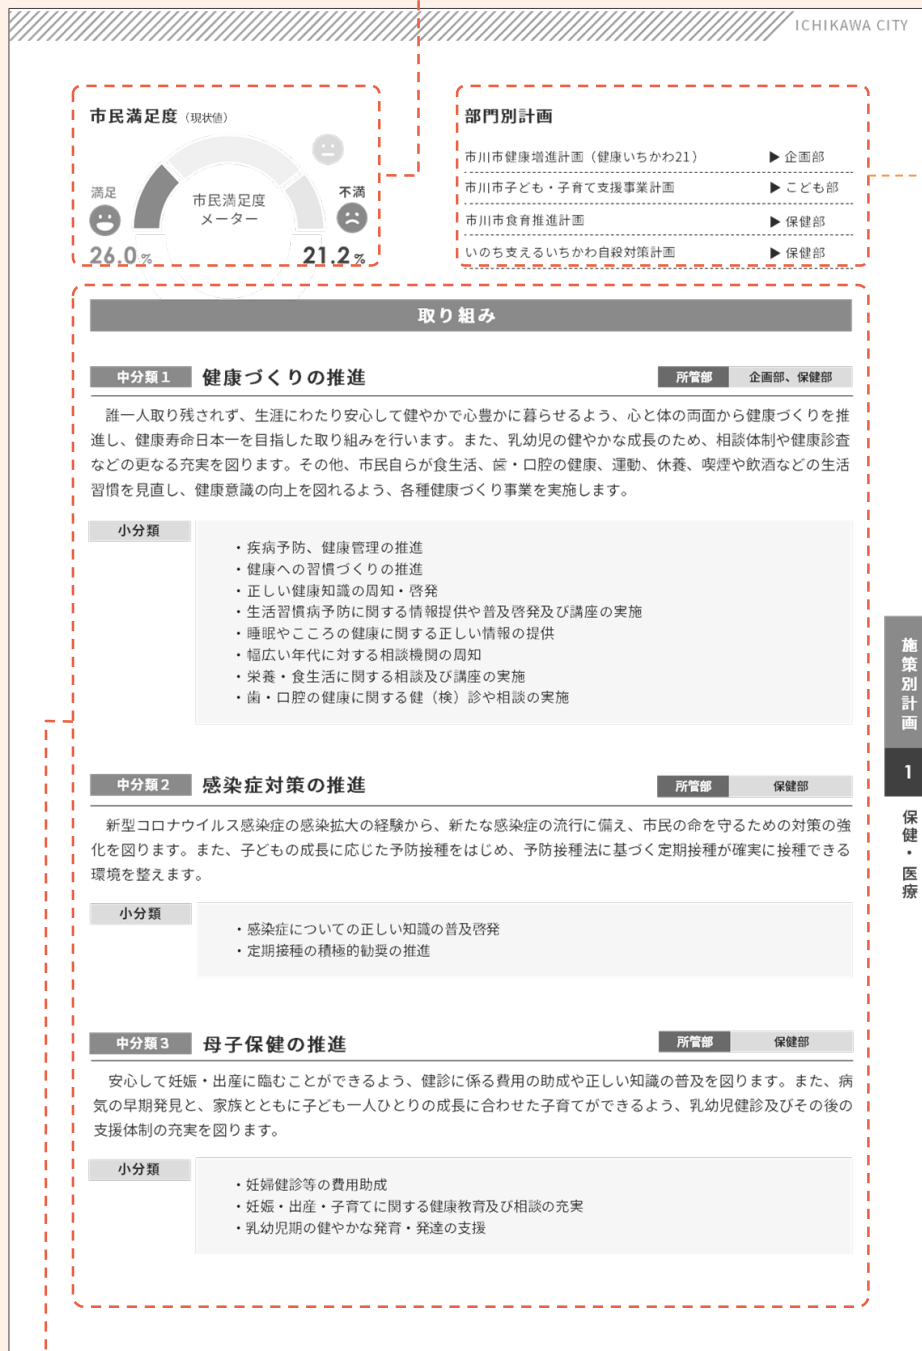 ICHIKAWA CITY
市民満足度（現状値）
満足
26.0%
市民満足度
メーター
不満
21.2%
部門別計画
市川市健康増進計画（健康いちかわ21） ▶ 企画部
市川市子ども・子育て支援事業計画 ▶ こども部
市川市食育推進計画 ▶ 保健部
いのち支えるいちかわ自殺対策計画 ▶ 保健部
取り組み
中分類１ 健康づくりの推進 所管部 企画部、保健部
誰一人取り残されず、生涯にわたり安心して健やかで心豊かに暮らせるよう、心と体の両面から健康づくりを推
進し、健康寿命日本一を目指した取り組みを行います。また、乳幼児の健やかな成長のため、相談体制や健康診査
などの更なる充実を図ります。その他、市民自らが食生活、歯・口腔の健康、運動、休養、喫煙や飲酒などの生活
習慣を見直し、健康意識の向上を図れるよう、各種健康づくり事業を実施します。
小分類
・疾病予防、健康管理の推進
・健康への習慣づくりの推進
・正しい健康知識の周知・啓発
・生活習慣病予防に関する情報提供や普及啓発及び講座の実施
・睡眠やこころの健康に関する正しい情報の提供
・幅広い年代に対する相談機関の周知
・栄養・食生活に関する相談及び講座の実施
・歯・口腔の健康に関する健（検）診や相談の実施
中分類２ 感染症対策の推進 所管部 保健部
新型コロナウイルス感染症の感染拡大の経験から、新たな感染症の流行に備え、市民の命を守るための対策の強
化を図ります。また、子どもの成長に応じた予防接種をはじめ、予防接種法に基づく定期接種が確実に接種できる
環境を整えます。
小分類
・感染症についての正しい知識の普及啓発
・定期接種の積極的勧奨の推進
中分類３ 母子保健の推進 所管部 保健部
安心して妊娠・出産に臨むことができるよう、健診に係る費用の助成や正しい知識の普及を図ります。また、病
気の早期発見と、家族とともに子ども一人ひとりの成長に合わせた子育てができるよう、乳幼児健診及びその後の
支援体制の充実を図ります。
小分類
・妊婦健診等の費用助成
・妊娠・出産・子育てに関する健康教育及び相談の充実
・乳幼児期の健やかな発育・発達の支援
施策別計画
1
保健・医療